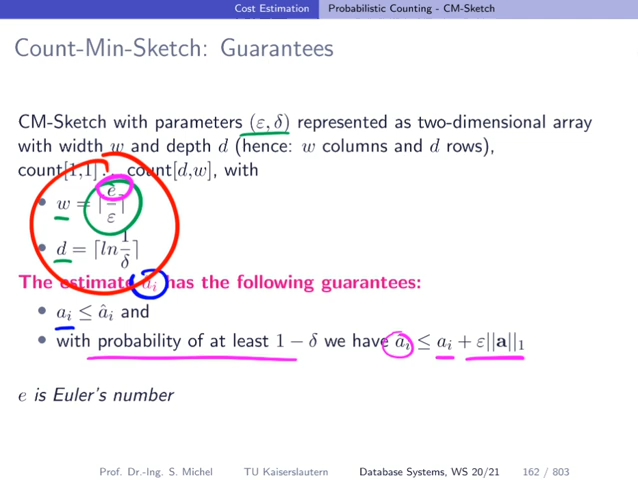 Cost Estimation Probabilistic Counting - CM-Sketch
Count-Min-Sketch: Guarantees
CM-Sketch with parameters (ε, δ) represented as two-dimensional array
with width w and depth d (hence: w columns and d rows),
count[1,1]... count[d,w], with
• w = ⌈e/ε⌉
• d = ⌈ln 1/δ⌉
The estimate âᵢ has the following guarantees:
• aᵢ ≤ âᵢ and
• with probability of at least 1 − δ we have âᵢ ≤ aᵢ + ε||a||₁
e is Euler's number
Prof. Dr.-Ing. S. Michel TU Kaiserslautern Database Systems, WS 20/21 162 / 803